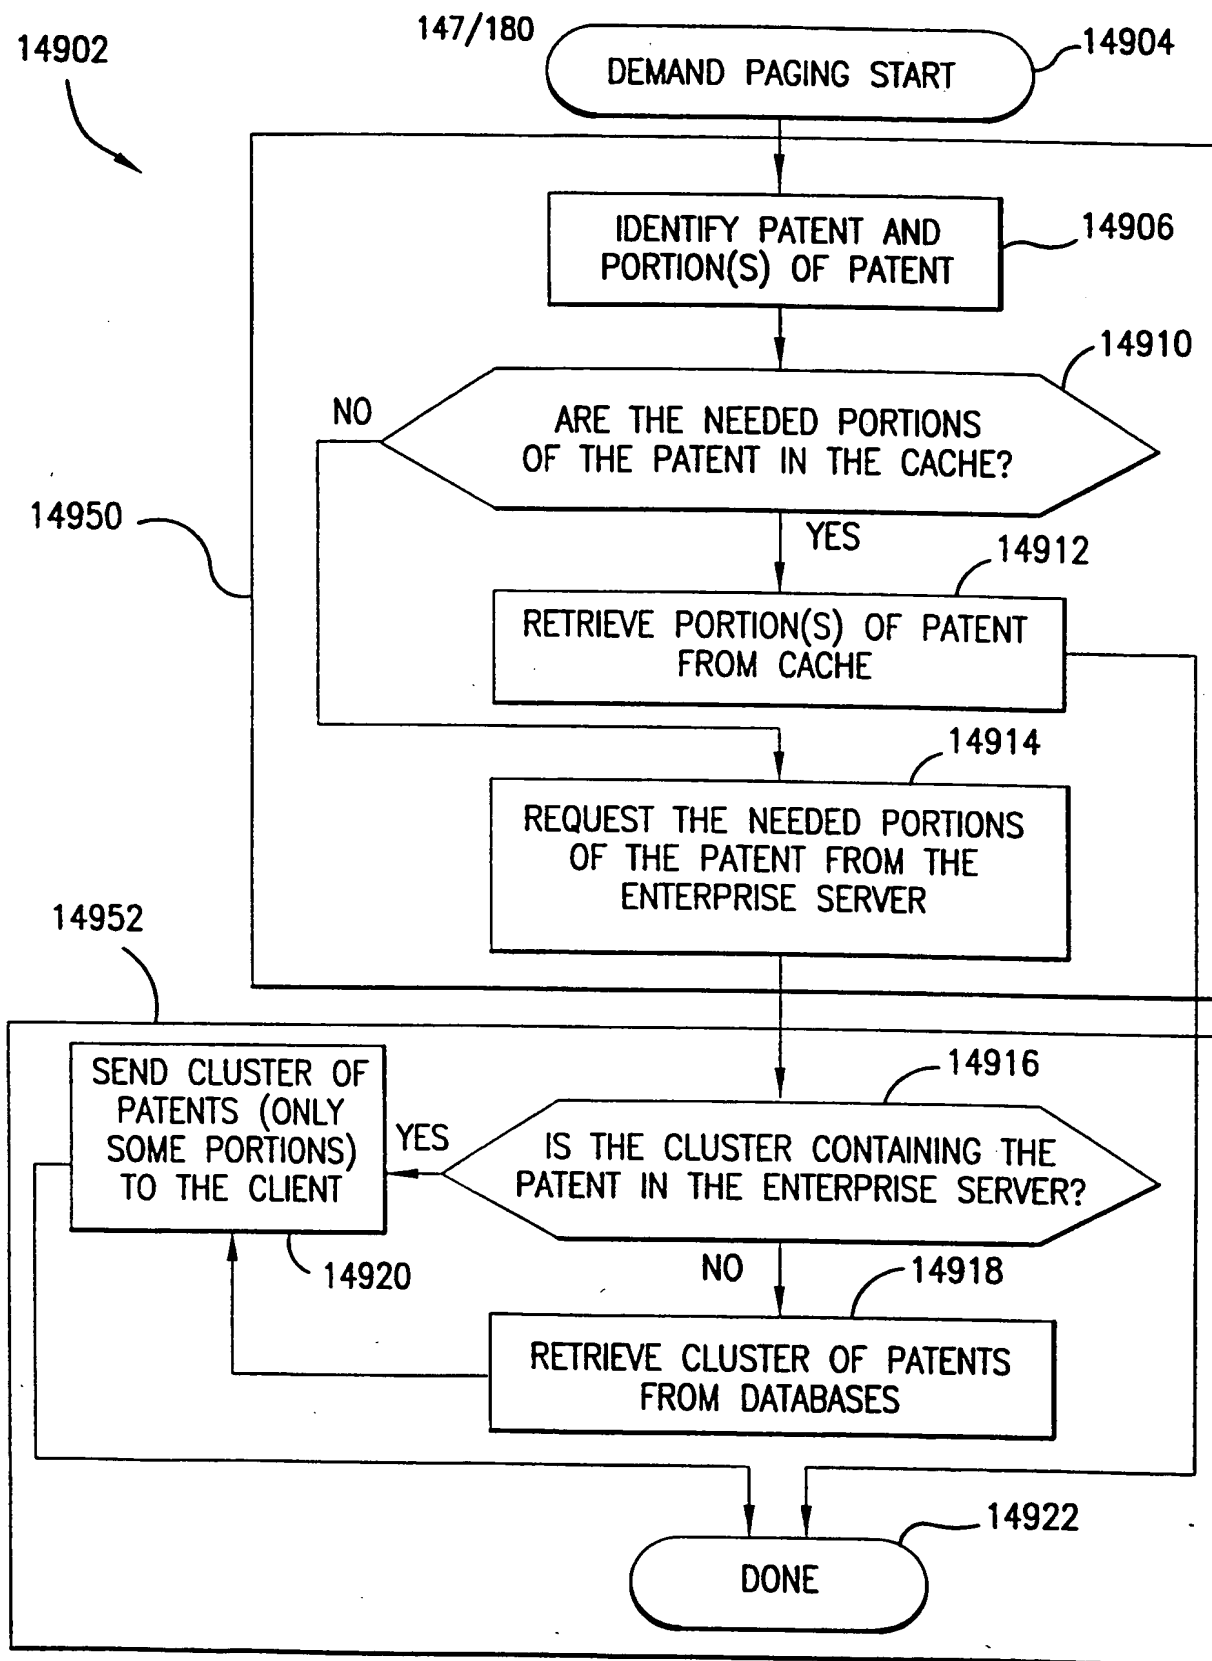 147/180
14902
14904
DEMAND PAGING START
IDENTIFY PATENT AND
PORTION(S) OF PATENT
14906
14910
NO
ARE THE NEEDED PORTIONS
OF THE PATENT IN THE CACHE?
14950
YES
14912
RETRIEVE PORTION(S) OF PATENT
FROM CACHE
14914
REQUEST THE NEEDED PORTIONS
OF THE PATENT FROM THE
ENTERPRISE SERVER
14952
SEND CLUSTER OF
PATENTS (ONLY
SOME PORTIONS)
TO THE CLIENT
YES
14916
IS THE CLUSTER CONTAINING THE
PATENT IN THE ENTERPRISE SERVER?
14920
NO
14918
RETRIEVE CLUSTER OF PATENTS
FROM DATABASES
14922
DONE